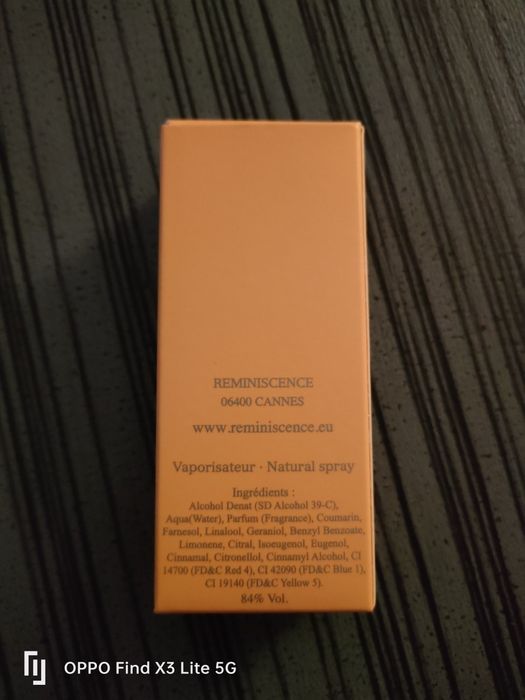 REMINISCENCE
06400 CANNES
www.reminiscence.eu
Vaporisateur · Natural spray
Ingrédients :
Alcohol Denat (SD Alcohol 39-C),
Aqua(Water), Parfum (Fragrance), Coumarin,
Farnesol, Linalool, Geraniol, Benzyl Benzoate,
Limonene, Citral, Isoeugenol, Eugenol,
Cinnamal, Citronellol, Cinnamyl Alcohol, CI
14700 (FD&C Red 4), CI 42090 (FD&C Blue 1),
CI 19140 (FD&C Yellow 5).
84% Vol.
OPPO Find X3 Lite 5G